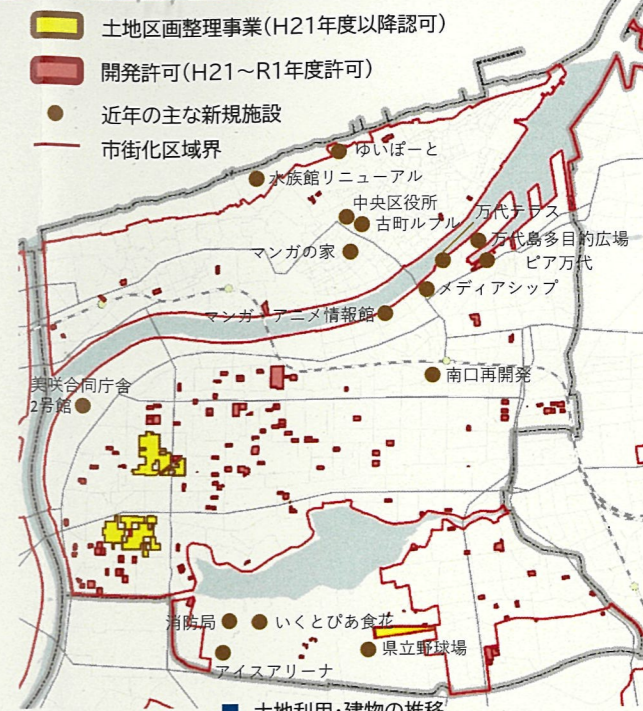 土地区画整理事業(H21年度以降認可)
開発許可(H21～R1年度許可)
近年の主な新規施設
市街化区域界
ゆいぽーと
水族館リニューアル
中央区役所
古町ルフル
万代テラス
マンガの家
万代島多目的広場
ピア万代
メディアシップ
マンガ・アニメ情報館
南口再開発
美咲合同庁舎
2号館
消防局
いくとぴあ食花
県立野球場
アイスアリーナ
土地利用・建物の推移